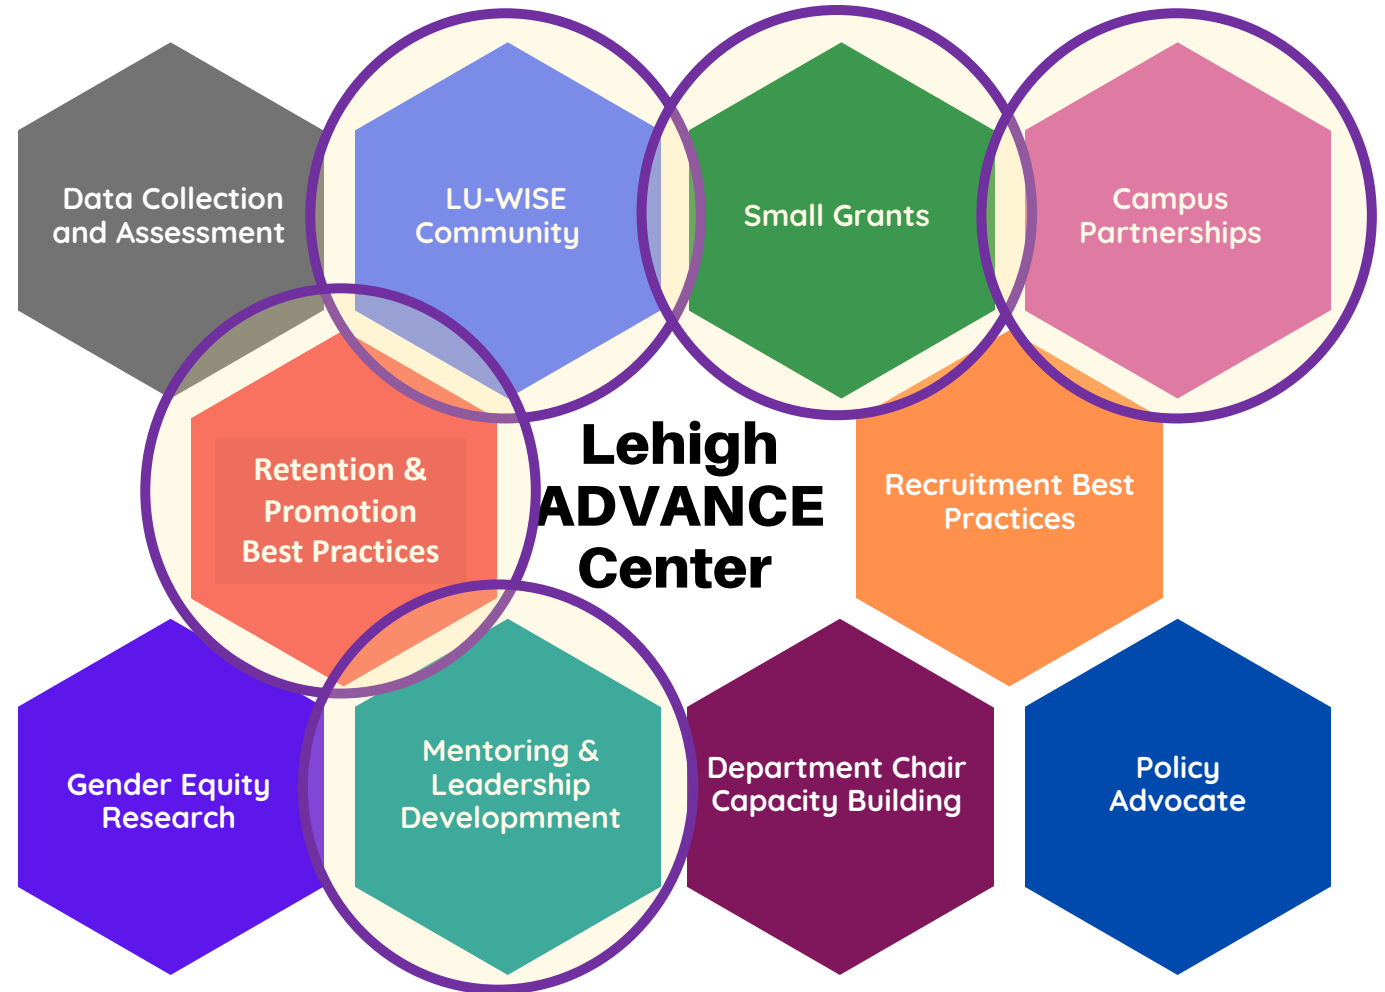 Data Collection
and Assessment
LU-WISE
Community
Small Grants
Campus
Partnerships
Retention &
Promotion
Best Practices
Lehigh
ADVANCE
Center
Recruitment Best
Practices
Gender Equity
Research
Mentoring &
Leadership
Developmment
Department Chair
Capacity Building
Policy
Advocate